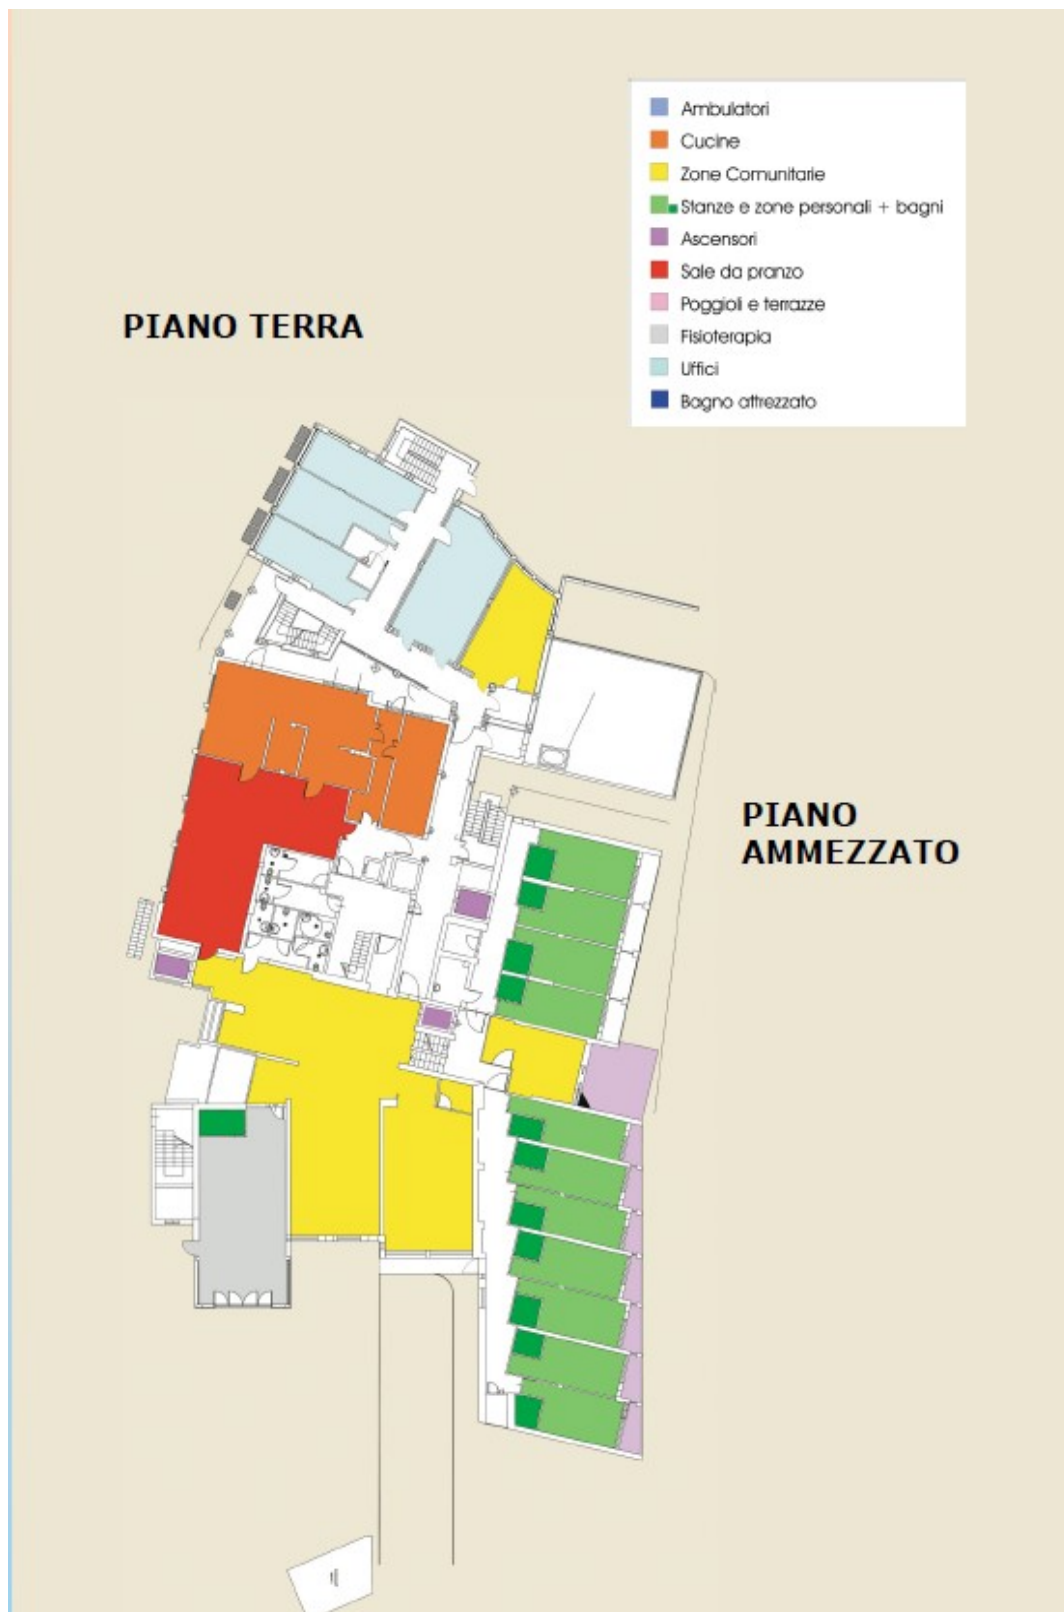 Ambulatori
Cucine
Zone Comunitarie
Stanze e zone personali + bagni
Ascensori
Sale da pranzo
Poggioli e terrazze
Fisioterapia
Uffici
Bagno attrezzato
PIANO TERRA
PIANO
AMMEZZATO